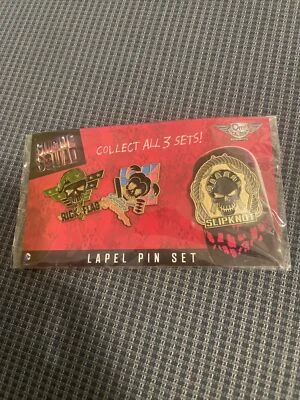 SUICIDE
SQUAD
COLLECT ALL 3 SETS!
RICK FLAG
SLIPKNOT
LAPEL PIN SET